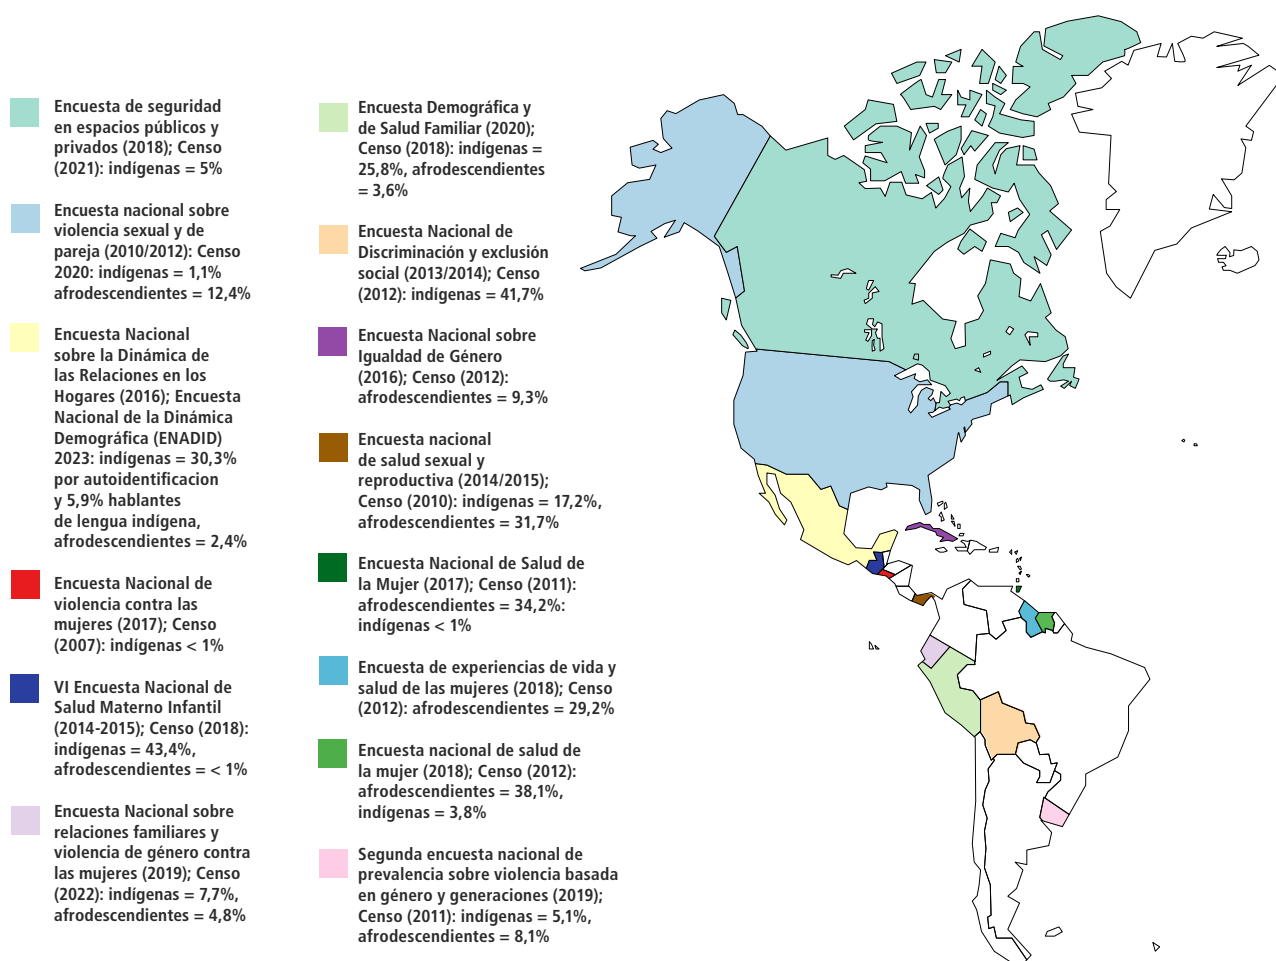 Encuesta de seguridad
en espacios públicos y
privados (2018); Censo
(2021): indígenas = 5%
Encuesta nacional sobre
violencia sexual y de
pareja (2010/2012): Censo
2020: indígenas = 1,1%
afrodescendientes = 12,4%
Encuesta Nacional
sobre la Dinámica de
las Relaciones en los
Hogares (2016); Encuesta
Nacional de la Dinámica
Demográfica (ENADID)
2023: indígenas = 30,3%
por autoidentificacion
y 5,9% hablantes
de lengua indígena,
afrodescendientes = 2,4%
Encuesta Nacional de
violencia contra las
mujeres (2017); Censo
(2007): indígenas < 1%
VI Encuesta Nacional de
Salud Materno Infantil
(2014-2015); Censo (2018):
indígenas = 43,4%,
afrodescendientes = < 1%
Encuesta Nacional sobre
relaciones familiares y
violencia de género contra
las mujeres (2019); Censo
(2022): indígenas = 7,7%,
afrodescendientes = 4,8%
Encuesta Demográfica y
de Salud Familiar (2020);
Censo (2018): indígenas =
25,8%, afrodescendientes
= 3,6%
Encuesta Nacional de
Discriminación y exclusión
social (2013/2014); Censo
(2012): indígenas = 41,7%
Encuesta Nacional sobre
Igualdad de Género
(2016); Censo (2012):
afrodescendientes = 9,3%
Encuesta nacional
de salud sexual y
reproductiva (2014/2015);
Censo (2010): indígenas = 17,2%,
afrodescendientes = 31,7%
Encuesta Nacional de Salud de
la Mujer (2017); Censo (2011):
afrodescendientes = 34,2%:
indígenas < 1%
Encuesta de experiencias de vida y
salud de las mujeres (2018); Censo
(2012): afrodescendientes = 29,2%
Encuesta nacional de salud de
la mujer (2018); Censo (2012):
afrodescendientes = 38,1%,
indígenas = 3,8%
Segunda encuesta nacional de
prevalencia sobre violencia basada
en género y generaciones (2019);
Censo (2011): indígenas = 5,1%,
afrodescendientes = 8,1%